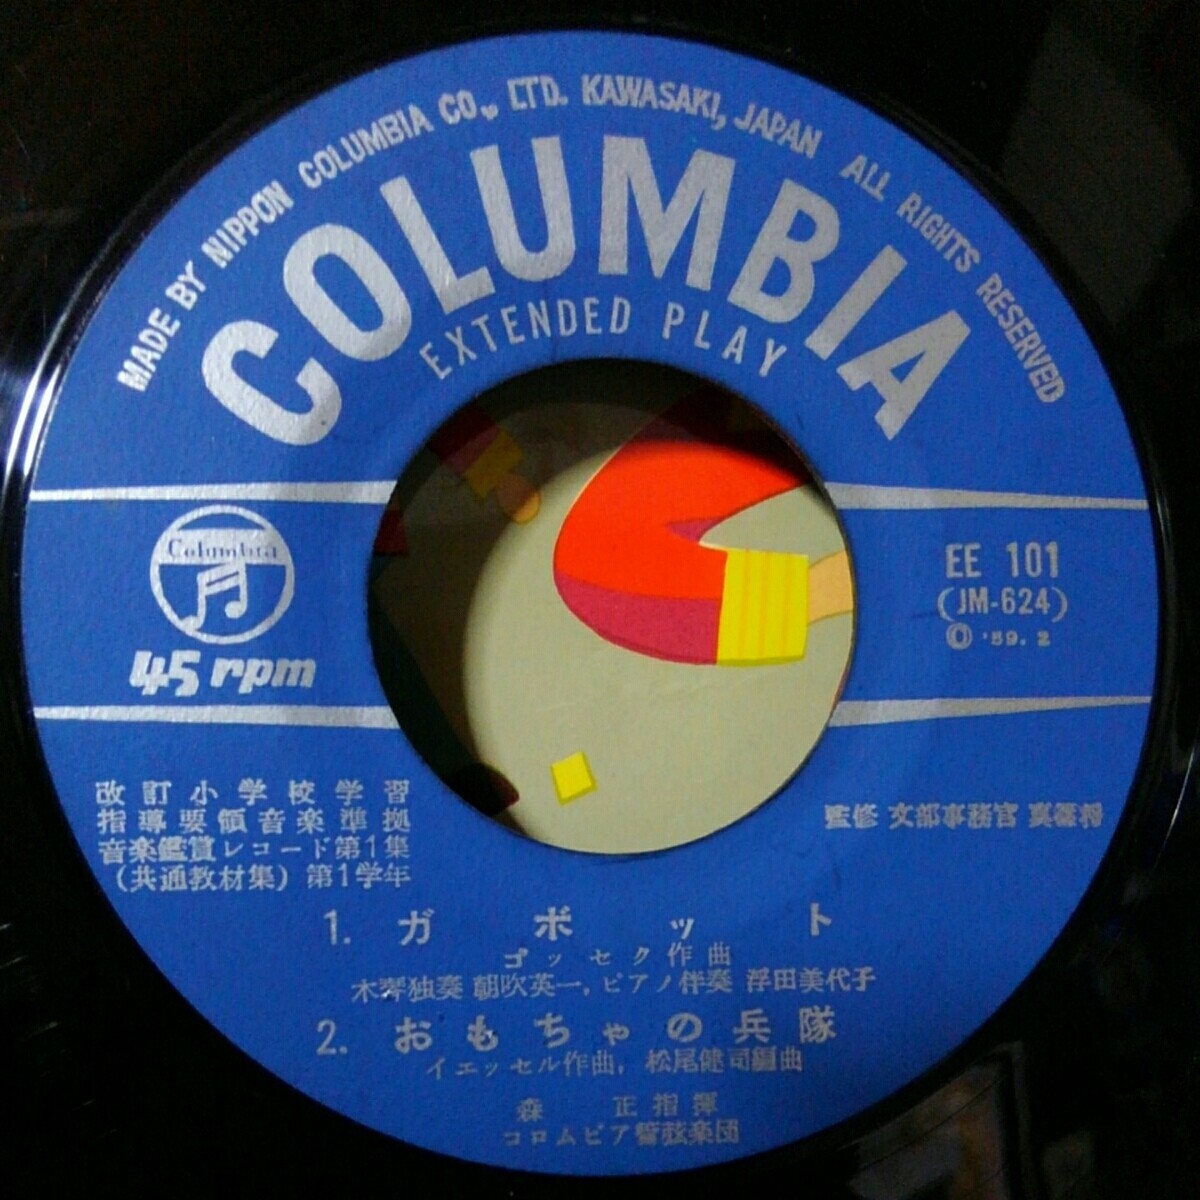 MADE BY NIPPON COLUMBIA CO., LTD. KAWASAKI, JAPAN ALL RIGHTS RESERVED
COLUMBIA
EXTENDED PLAY
Columbia
45 rpm
EE 101
(JM-624)
Ⓒ '59. 2
改訂小学校学習
指導要領音楽準拠
音楽鑑賞レコード第1集
(共通教材集) 第1学年
監修 文部事務官 真篠将
1. ガボット
ゴッセク作曲
木琴独奏 朝吹英一, ピアノ伴奏 浮田美代子
2. おもちゃの兵隊
イエッセル作曲, 松尾健司編曲
森 正指揮
コロムビア管弦楽団